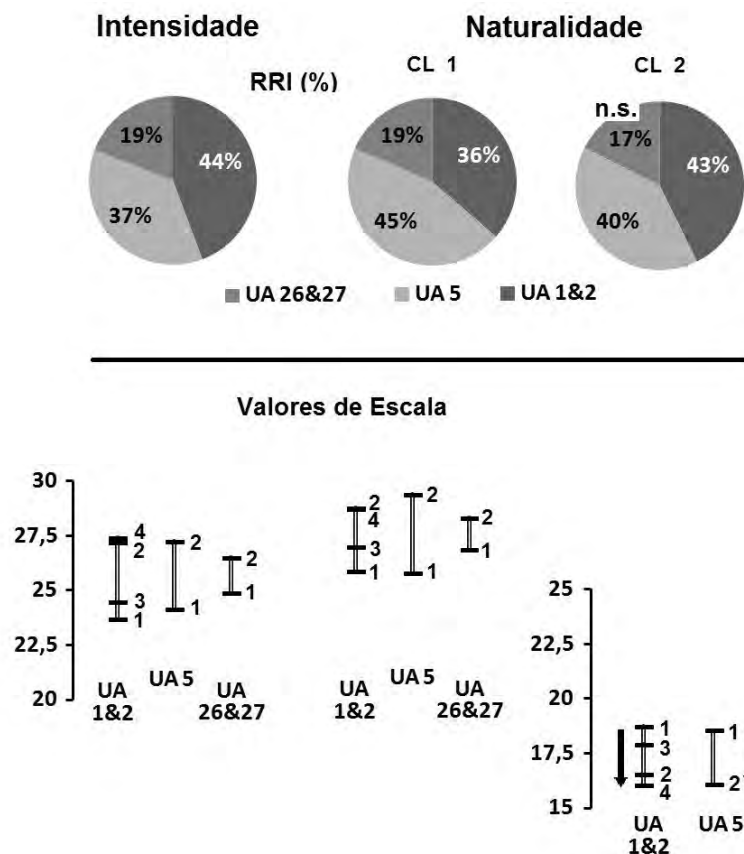 Intensidade
Naturalidade
RRI (%)
CL 1
CL 2
19%
44%
37%
19%
36%
45%
n.s.
17%
43%
40%
UA 26&27
UA 5
UA 1&2
Valores de Escala
30
27,5
25
22,5
20
4
2
3
1
2
1
2
1
UA
1&2
UA 5
UA
26&27
2
4
3
1
2
1
2
1
UA
1&2
UA 5
UA
26&27
25
22,5
20
17,5
15
1
3
2
4
1
2
UA
1&2
UA 5